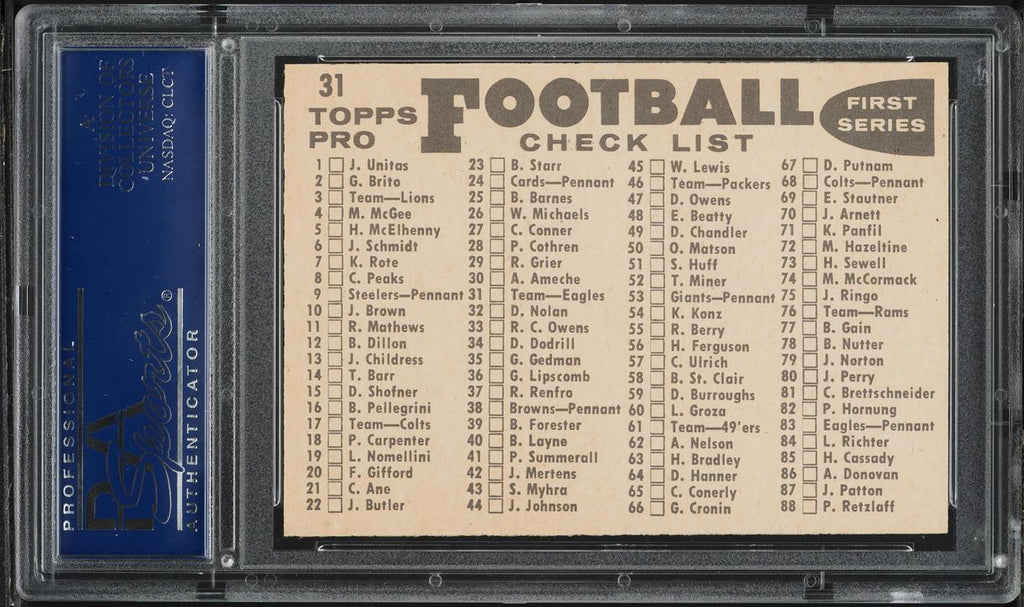 A
DIVISION OF
COLLECTORS
UNIVERSE
NASDAQ: CLCT
PROFESSIONAL
PSA
Sports ®
AUTHENTICATOR
31
TOPPS
PRO
FOOTBALL
CHECK LIST
FIRST
SERIES
1 J. Unitas
2 G. Brito
3 Team—Lions
4 M. McGee
5 H. McElhenny
6 J. Schmidt
7 K. Rote
8 C. Peaks
9 Steelers—Pennant
10 J. Brown
11 R. Mathews
12 B. Dillon
13 J. Childress
14 T. Barr
15 D. Shofner
16 B. Pellegrini
17 Team—Colts
18 P. Carpenter
19 L. Nomellini
20 F. Gifford
21 C. Ane
22 J. Butler
23 B. Starr
24 Cards—Pennant
25 B. Barnes
26 W. Michaels
27 C. Conner
28 P. Cothren
29 R. Grier
30 A. Ameche
31 Team—Eagles
32 D. Nolan
33 R. C. Owens
34 D. Dodrill
35 G. Gedman
36 G. Lipscomb
37 R. Renfro
38 Browns—Pennant
39 B. Forester
40 B. Layne
41 P. Summerall
42 J. Mertens
43 S. Myhra
44 J. Johnson
45 W. Lewis
46 Team—Packers
47 D. Owens
48 E. Beatty
49 D. Chandler
50 O. Matson
51 S. Huff
52 T. Miner
53 Giants—Pennant
54 K. Konz
55 R. Berry
56 H. Ferguson
57 C. Ulrich
58 B. St. Clair
59 D. Burroughs
60 L. Groza
61 Team—49'ers
62 A. Nelson
63 H. Bradley
64 D. Hanner
65 C. Conerly
66 G. Cronin
67 D. Putnam
68 Colts—Pennant
69 E. Stautner
70 J. Arnett
71 K. Panfil
72 M. Hazeltine
73 H. Sewell
74 M. McCormack
75 J. Ringo
76 Team—Rams
77 B. Gain
78 B. Nutter
79 J. Norton
80 J. Perry
81 C. Brettschneider
82 P. Hornung
83 Eagles—Pennant
84 L. Richter
85 H. Cassady
86 A. Donovan
87 J. Patton
88 P. Retzlaff